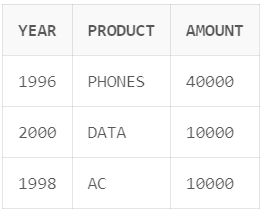 YEAR PRODUCT AMOUNT
1996 PHONES 40000
2000 DATA 10000
1998 AC 10000